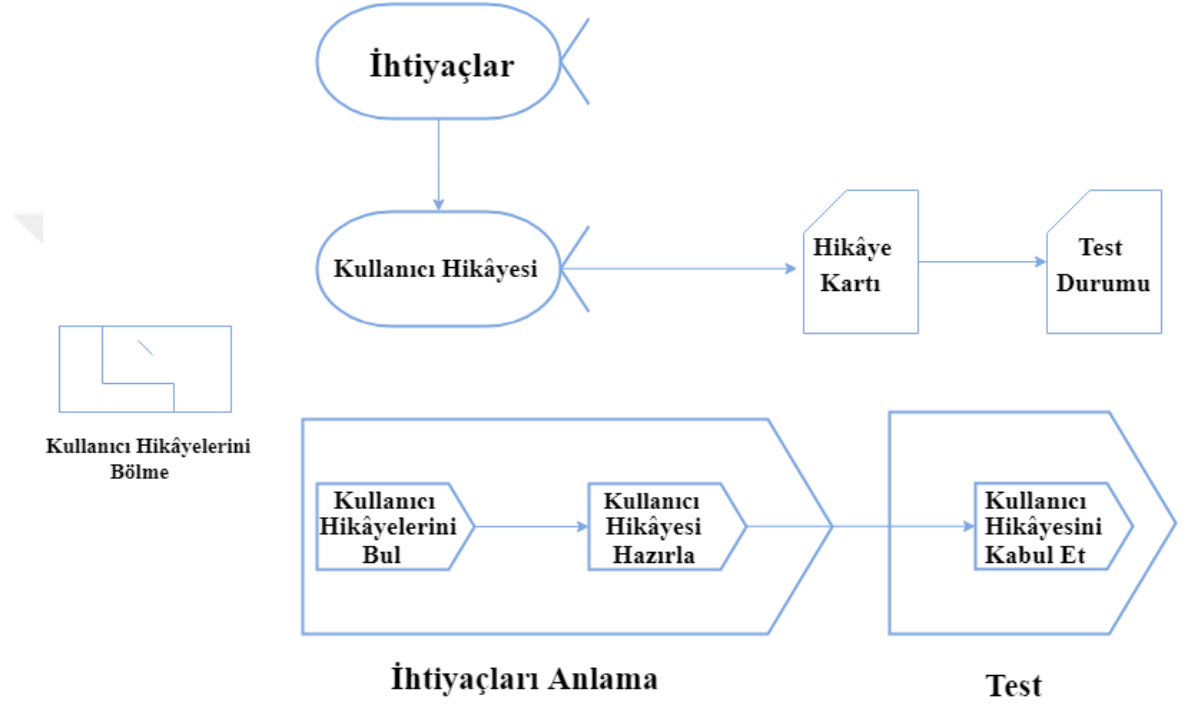 İhtiyaçlar
Kullanıcı Hikâyesi
Hikâye
Kartı
Test
Durumu
Kullanıcı Hikâyelerini
Bölme
Kullanıcı
Hikâyelerini
Bul
Kullanıcı
Hikâyesi
Hazırla
Kullanıcı
Hikâyesini
Kabul Et
İhtiyaçları Anlama
Test